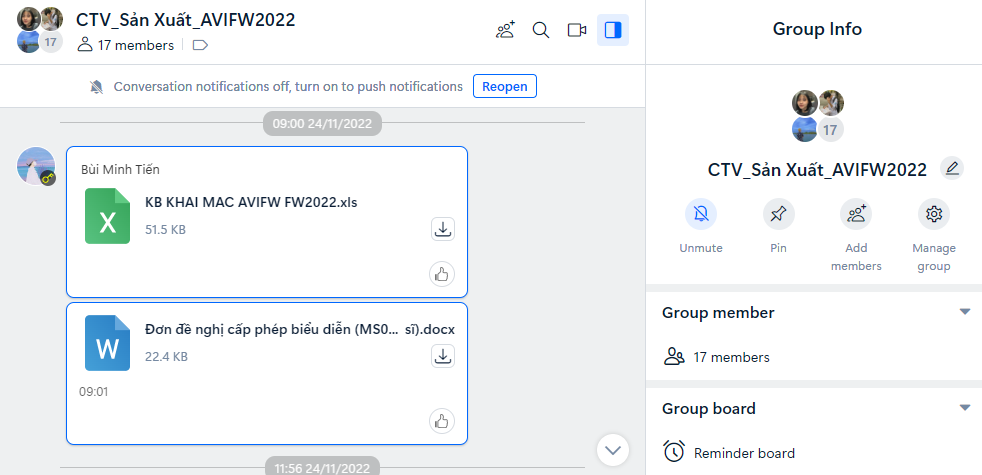 CTV_Sản Xuất_AVIFW2022
17 members
17
Conversation notifications off, turn on to push notifications
Reopen
09:00 24/11/2022
Bùi Minh Tiến
X
KB KHAI MAC AVIFW FW2022.xls
51.5 KB
W
Đơn đề nghị cấp phép biểu diễn (MS0... sĩ).docx
22.4 KB
09:01
11:56 24/11/2022
Group Info
17
CTV_Sản Xuất_AVIFW2022
Unmute
Pin
Add members
Manage group
Group member
17 members
Group board
Reminder board